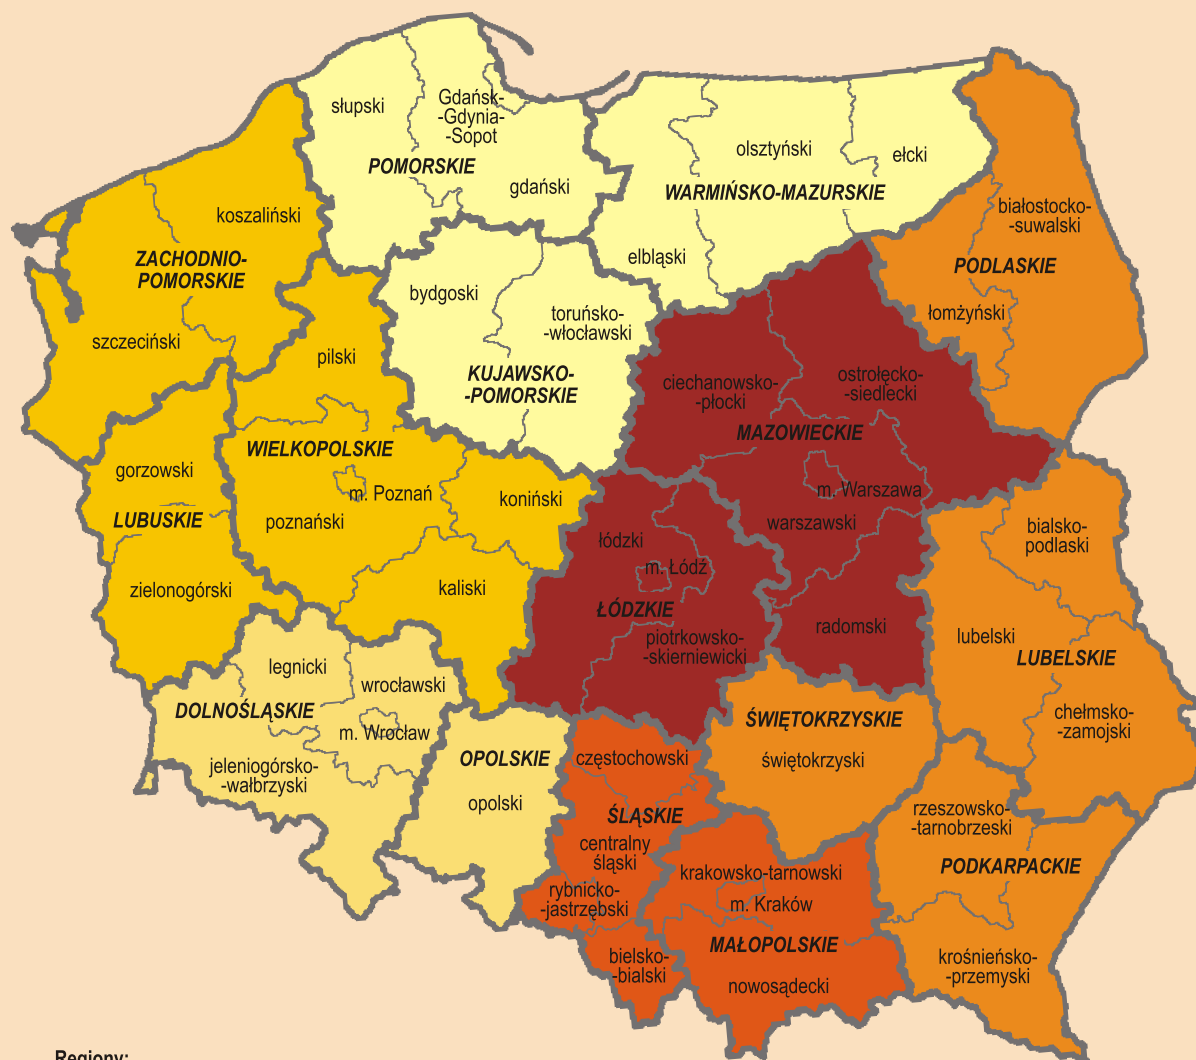 słupski
Gdańsk-
-Gdynia-
-Sopot
POMORSKIE
gdański
olsztyński
ełcki
WARMIŃSKO-MAZURSKIE
elbląski
koszaliński
ZACHODNIO-
POMORSKIE
szczeciński
białostocko-
-suwalski
PODLASKIE
łomżyński
bydgoski
toruńsko-
-włocławski
KUJAWSKO-
-POMORSKIE
pilski
WIELKOPOLSKIE
m. Poznań
poznański
koniński
kaliski
gorzowski
LUBUSKIE
zielonogórski
ciechanowsko-
-płocki
ostrołęcko-
-siedlecki
MAZOWIECKIE
m. Warszawa
warszawski
radomski
łódzki
m. Łódź
ŁÓDZKIE
piotrkowsko-
-skierniewicki
bialsko-
podlaski
lubelski
LUBELSKIE
chełmsko-
-zamojski
legnicki
wrocławski
DOLNOŚLĄSKIE
m. Wrocław
jeleniogórsko-
-wałbrzyski
OPOLSKIE
opolski
częstochowski
ŚLĄSKIE
centralny
śląski
rybnicko-
-jastrzębski
bielsko-
-bialski
ŚWIĘTOKRZYSKIE
świętokrzyski
krakowsko-tarnowski
m. Kraków
MAŁOPOLSKIE
nowosądecki
rzeszowsko-
-tarnobrzeski
PODKARPACKIE
krośnieńsko-
-przemyski
Regiony: